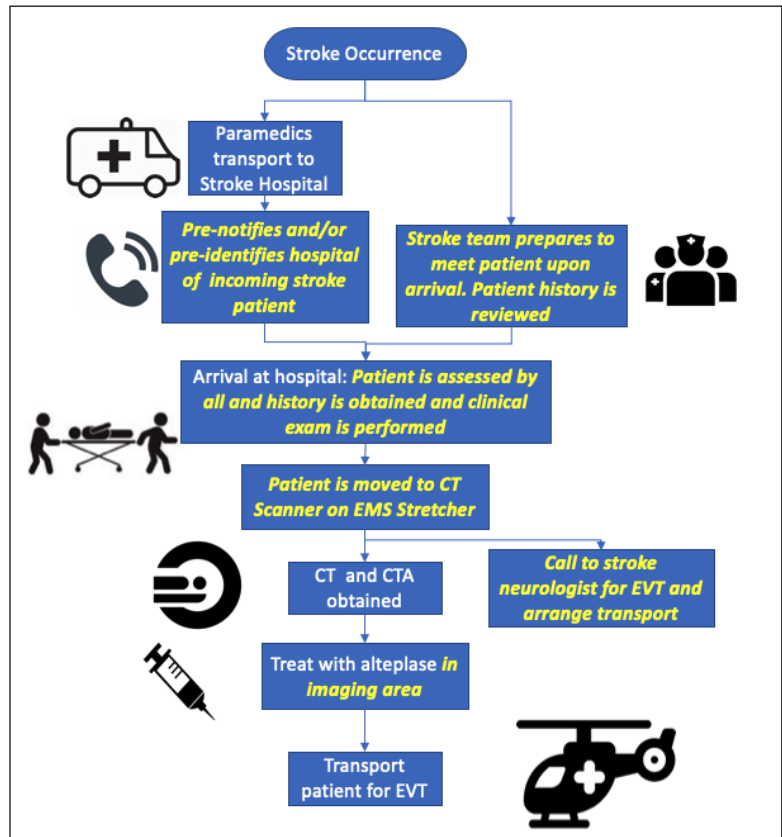 Stroke Occurrence
Paramedics
transport to
Stroke Hospital
Pre-notifies and/or
pre-identifies hospital
of incoming stroke
patient
Stroke team prepares to
meet patient upon
arrival. Patient history is
reviewed
Arrival at hospital: Patient is assessed by
all and history is obtained and clinical
exam is performed
Patient is moved to CT
Scanner on EMS Stretcher
CT and CTA
obtained
Call to stroke
neurologist for EVT and
arrange transport
Treat with alteplase in
imaging area
Transport
patient for EVT